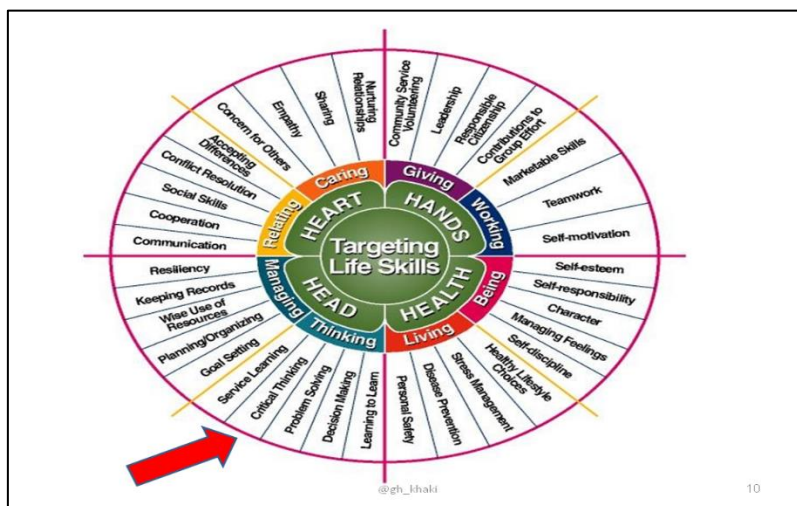 Targeting
Life Skills
HEART
HANDS
HEALTH
HEAD
Caring
Giving
Working
Being
Living
Thinking
Managing
Relating
Nurturing
Relationships
Sharing
Empathy
Concern for Others
Accepting
Differences
Conflict Resolution
Social Skills
Cooperation
Communication
Community Service
Volunteering
Leadership
Responsible
Citizenship
Contributions to
Group Effort
Marketable Skills
Teamwork
Self-motivation
Self-esteem
Self-responsibility
Character
Managing Feelings
Self-discipline
Healthy Lifestyle
Choices
Stress Management
Disease Prevention
Personal Safety
Learning to Learn
Decision Making
Problem Solving
Critical Thinking
Service Learning
Goal Setting
Planning/Organizing
Wise Use of
Resources
Keeping Records
Resiliency
@gh_khaki
10